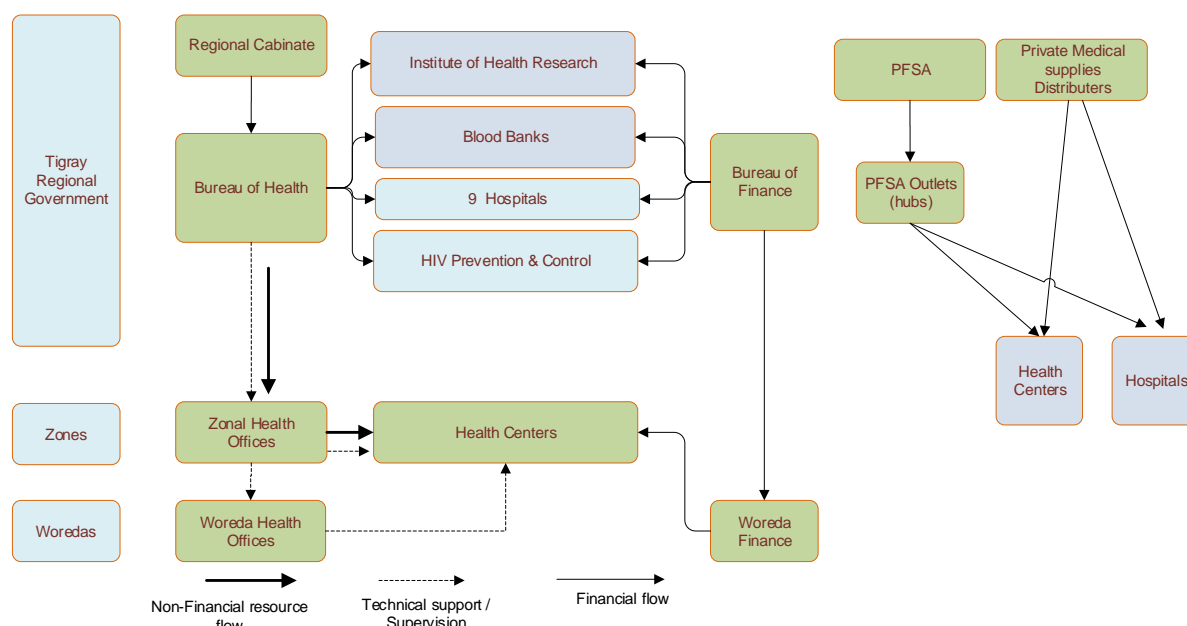 Regional Cabinate
Institute of Health Research
PFSA
Private Medical
supplies
Distributers
Tigray
Regional
Government
Bureau of Health
Blood Banks
9 Hospitals
HIV Prevention & Control
Bureau of
Finance
PFSA Outlets
(hubs)
Health
Centers
Hospitals
Zones
Zonal Health
Offices
Health Centers
Woredas
Woreda Health
Offices
Woreda
Finance
Non-Financial resource
flow
Technical support /
Supervision
Financial flow